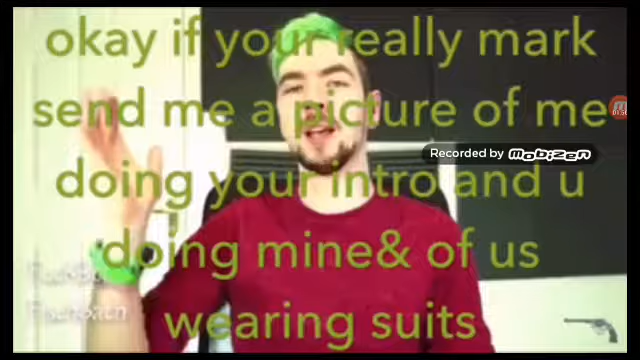 okay if your really mark
send me a picture of me
Recorded by MOBIZEN
doing your intro and u
doing mine& of us
wearing suits